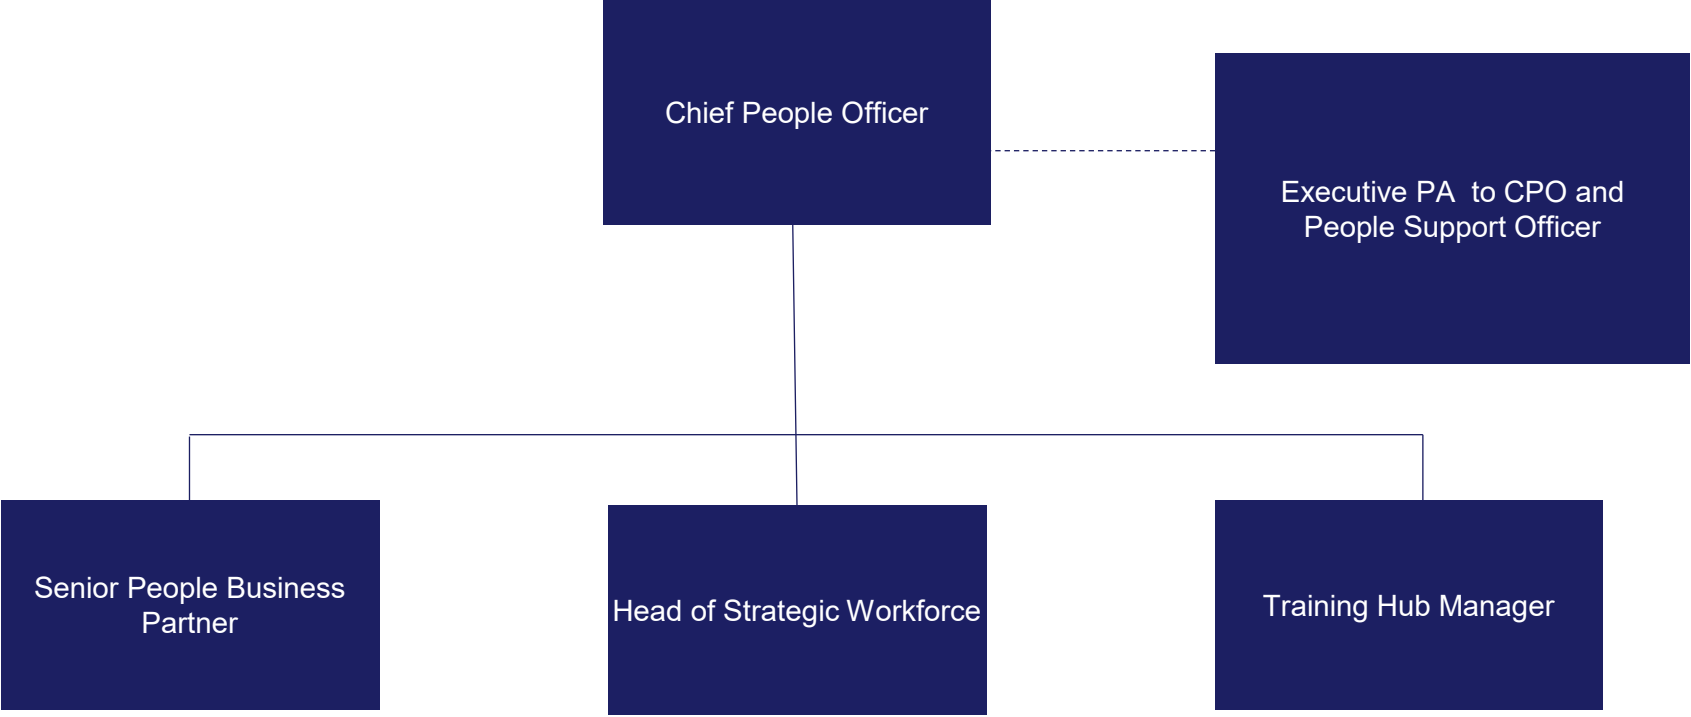 Chief People Officer
Executive PA  to CPO and
People Support Officer
Senior People Business
Partner
Head of Strategic Workforce
Training Hub Manager